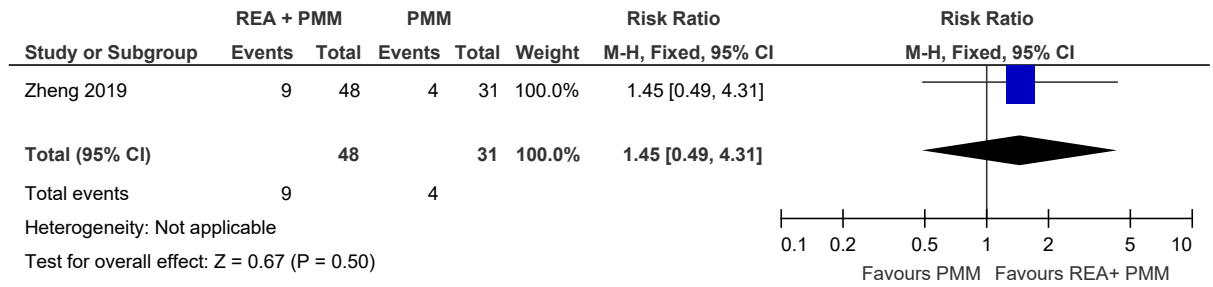 REA + PMM PMM Risk Ratio Risk Ratio
Study or Subgroup Events Total Events Total Weight M-H, Fixed, 95% CI M-H, Fixed, 95% CI
Zheng 2019 9 48 4 31 100.0% 1.45 [0.49, 4.31]
Total (95% CI) 48 31 100.0% 1.45 [0.49, 4.31]
Total events 9 4
Heterogeneity: Not applicable
Test for overall effect: Z = 0.67 (P = 0.50)
0.1 0.2 0.5 1 2 5 10
Favours PMM Favours REA+ PMM